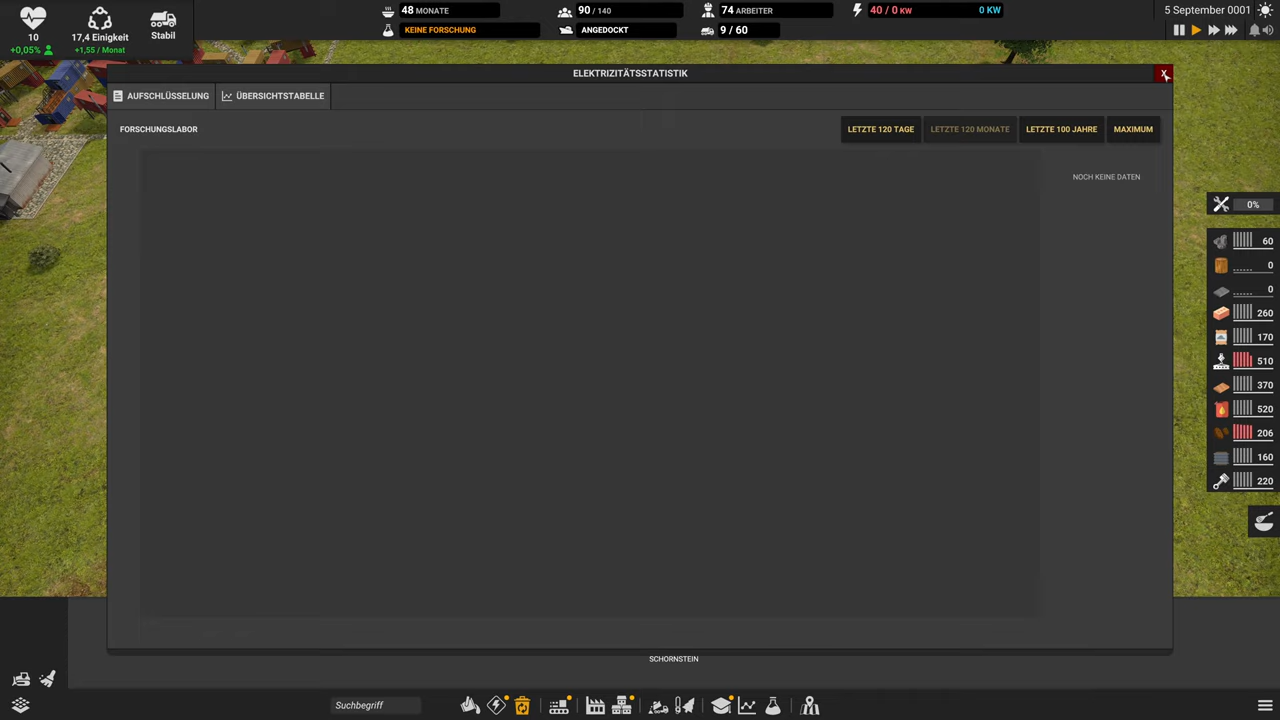 10
+0,05%
17,4 Einigkeit
+1,55 / Monat
Stabil
48 MONATE
KEINE FORSCHUNG
90 / 140
ANGEDOCKT
74 ARBEITER
9 / 60
40 / 0 KW
0 KW
5 September 0001
ELEKTRIZITÄTSSTATISTIK
X
AUFSCHLÜSSELUNG
ÜBERSICHTSTABELLE
FORSCHUNGSLABOR
LETZTE 120 TAGE
LETZTE 120 MONATE
LETZTE 100 JAHRE
MAXIMUM
NOCH KEINE DATEN
0%
60
0
0
260
170
510
370
520
206
160
220
SCHORNSTEIN
Suchbegriff